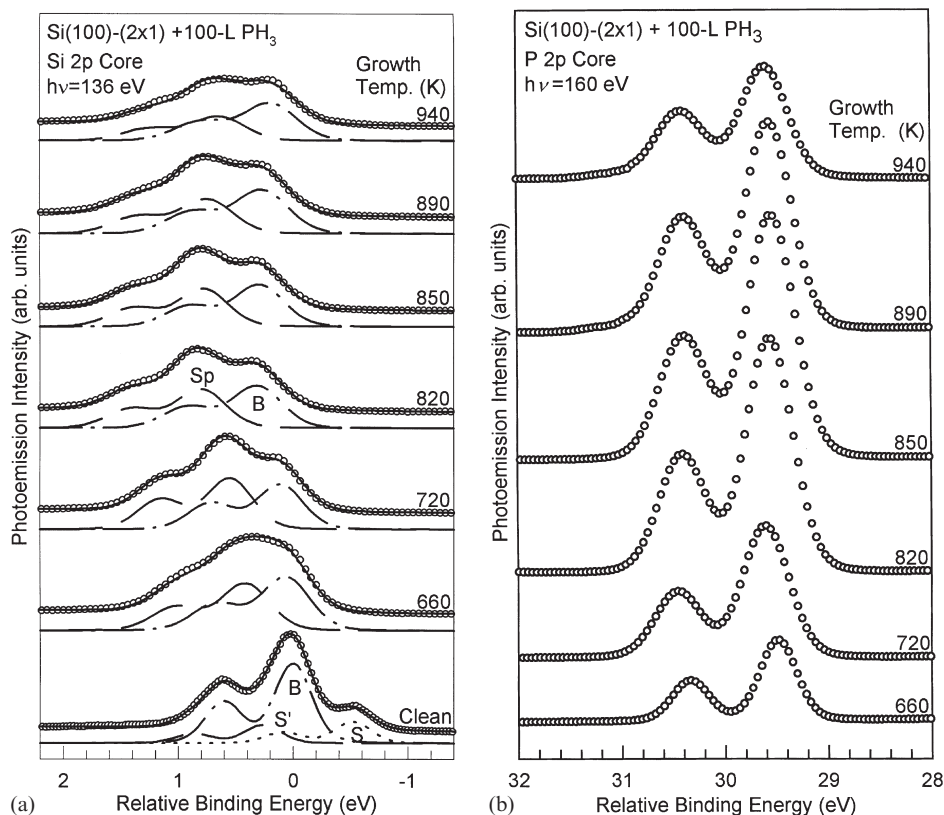 Si(100)-(2x1) +100-L PH3
Si 2p Core
hν=136 eV
Growth
Temp. (K)
940
890
850
820
720
660
Clean
Sp
B
B
S'
S
Photoemission Intensity (arb. units)
2 1 0 -1
Relative Binding Energy (eV)
(a)
Si(100)-(2x1) + 100-L PH3
P 2p Core
hν=160 eV
Growth
Temp. (K)
940
890
850
820
720
660
Photoemission Intensity (arb. units)
32 31 30 29 28
Relative Binding Energy (eV)
(b)